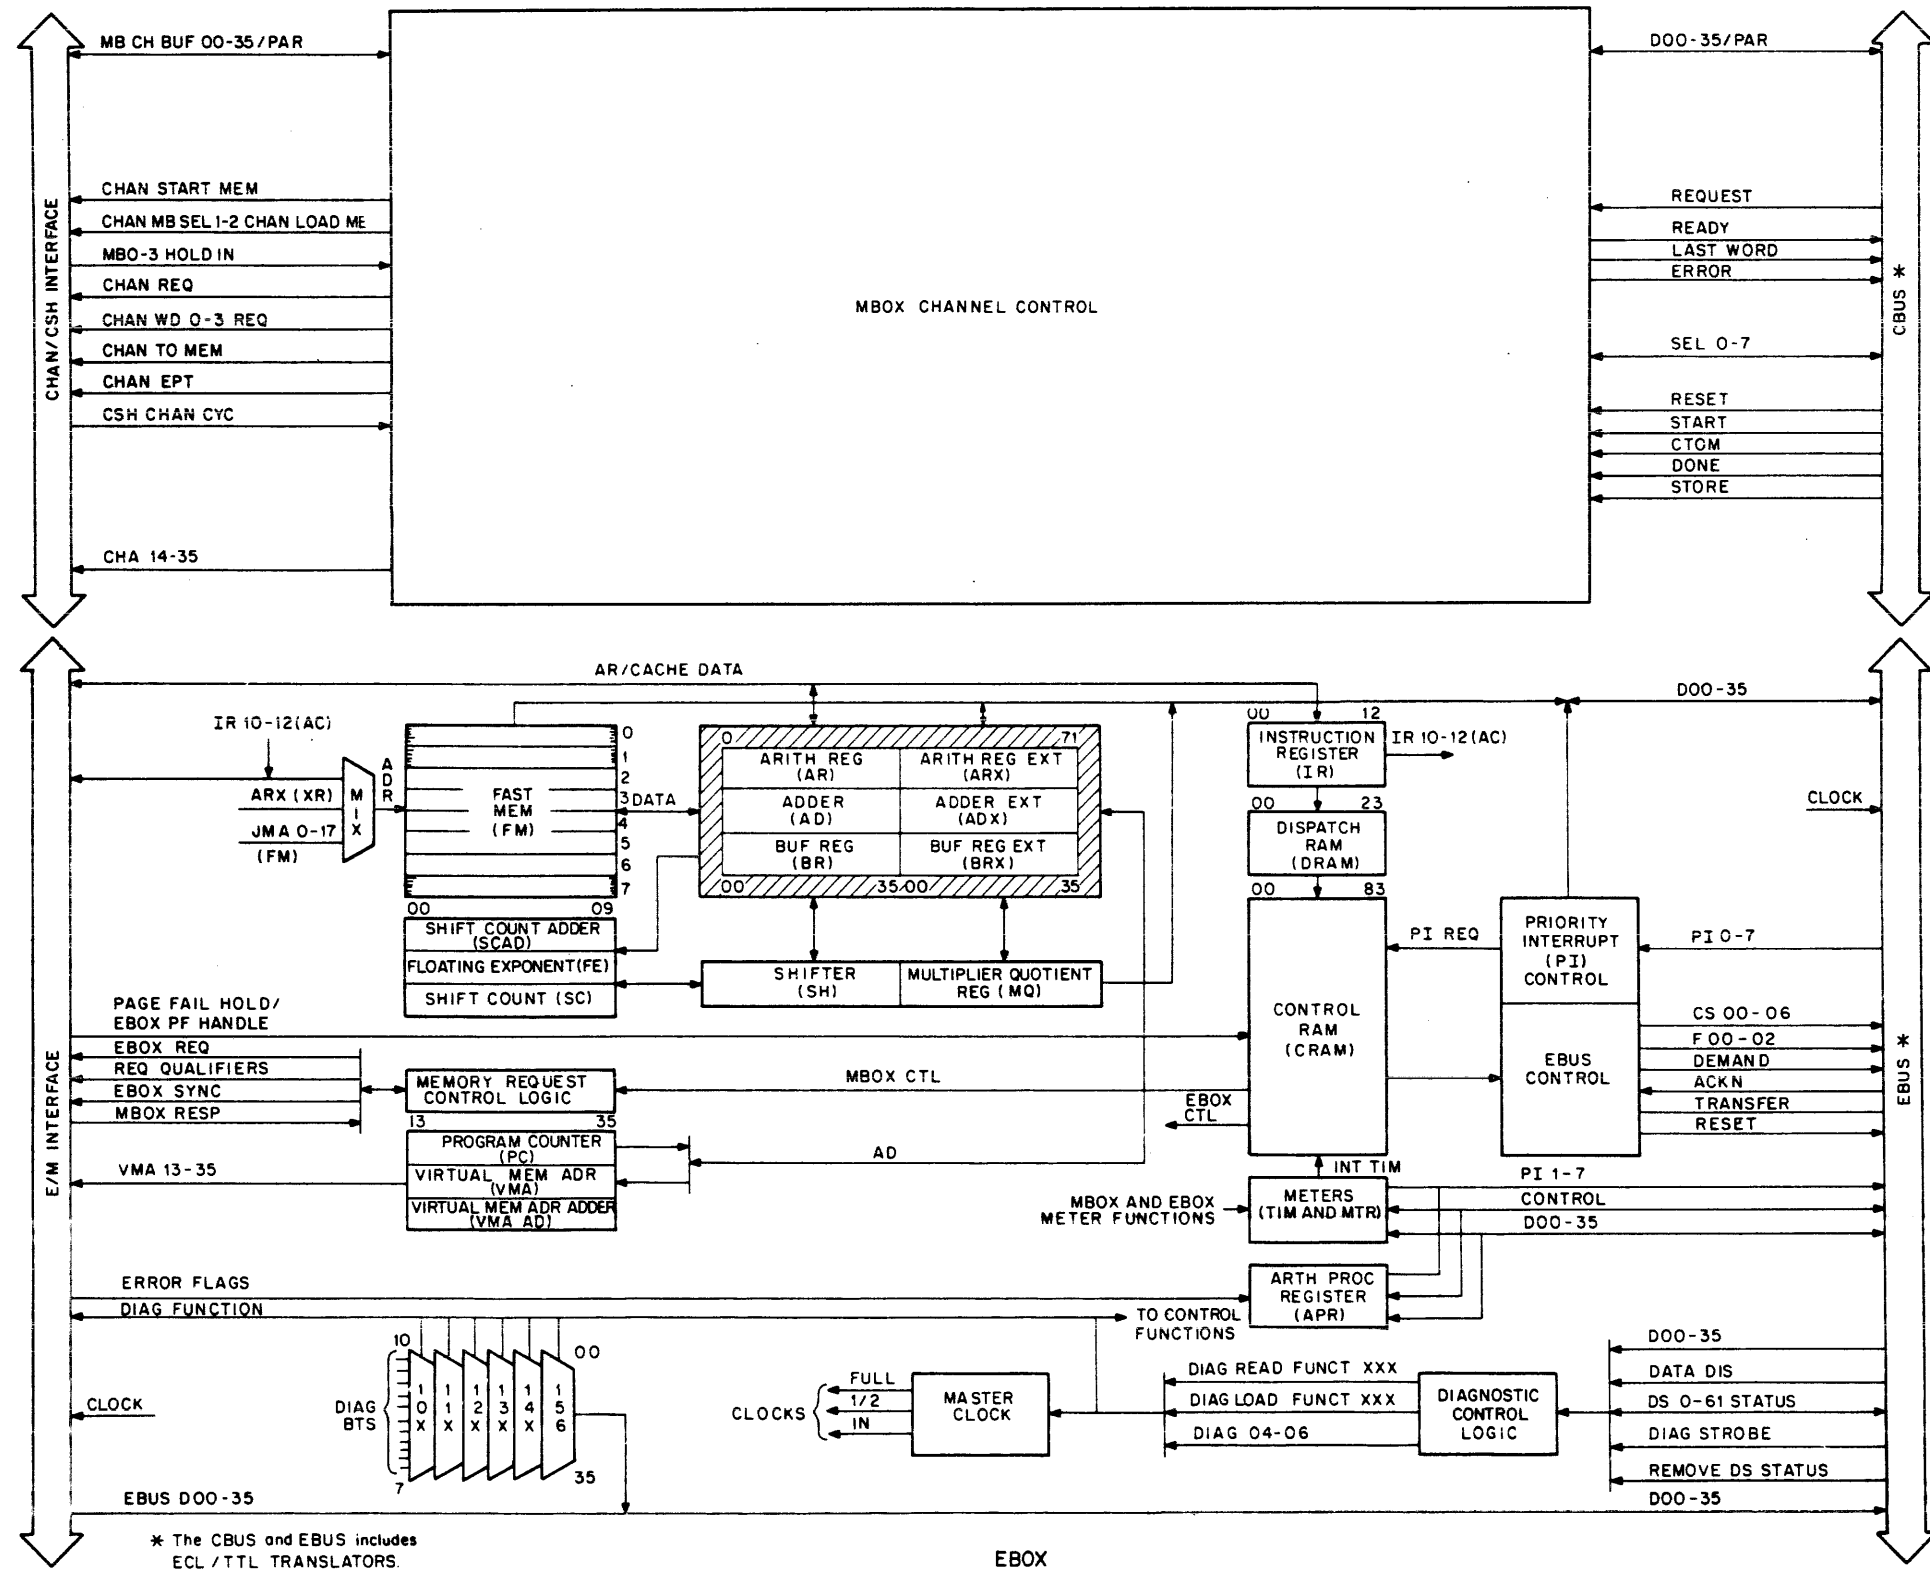 MB CH BUF 00-35/PAR
D00-35/PAR
CHAN START MEM
CHAN MB SEL 1-2 CHAN LOAD ME
MBO-3 HOLD IN
CHAN REQ
CHAN WD 0-3 REQ
CHAN TO MEM
CHAN EPT
CSH CHAN CYC
CHA 14-35
CHAN/CSH INTERFACE
MBOX CHANNEL CONTROL
REQUEST
READY
LAST WORD
ERROR
SEL 0-7
RESET
START
CTOM
DONE
STORE
CBUS *
AR/CACHE DATA
D00-35
IR 10-12(AC)
ARX (XR)
JMA 0-17
(FM)
MIX
ADR
FAST
MEM
(FM)
0
1
2
3
4
5
6
7
DATA
0
71
ARITH REG
(AR)
ARITH REG EXT
(ARX)
ADDER
(AD)
ADDER EXT
(ADX)
BUF REG
(BR)
BUF REG EXT
(BRX)
00
35 00
35
00
12
INSTRUCTION
REGISTER
(IR)
IR 10-12(AC)
00
23
DISPATCH
RAM
(DRAM)
00
83
CLOCK
00
09
SHIFT COUNT ADDER
(SCAD)
FLOATING EXPONENT(FE)
SHIFT COUNT (SC)
SHIFTER
(SH)
MULTIPLIER QUOTIENT
REG (MQ)
CONTROL
RAM
(CRAM)
PI REQ
PRIORITY
INTERRUPT
(PI)
CONTROL
PI 0-7
EBUS
CONTROL
CS 00-06
F 00-02
DEMAND
ACKN
TRANSFER
RESET
PAGE FAIL HOLD/
EBOX PF HANDLE
EBOX REQ
REQ QUALIFIERS
EBOX SYNC
MBOX RESP
E/M INTERFACE
MEMORY REQUEST
CONTROL LOGIC
MBOX CTL
EBOX
CTL
13
35
PROGRAM COUNTER
(PC)
VIRTUAL MEM ADR
(VMA)
VIRTUAL MEM ADR ADDER
(VMA AD)
AD
VMA 13-35
INT TIM
MBOX AND EBOX
METER FUNCTIONS
METERS
(TIM AND MTR)
PI 1-7
CONTROL
D00-35
EBUS *
ERROR FLAGS
DIAG FUNCTION
ARTH PROC
REGISTER
(APR)
TO CONTROL
FUNCTIONS
10
00
DIAG
BTS
10X
11X
12X
13X
14X
156
7
35
CLOCK
CLOCKS
FULL
1/2
IN
MASTER
CLOCK
DIAG READ FUNCT XXX
DIAG LOAD FUNCT XXX
DIAG 04-06
DIAGNOSTIC
CONTROL
LOGIC
D00-35
DATA DIS
DS 0-61 STATUS
DIAG STROBE
REMOVE DS STATUS
D00-35
EBUS D00-35
* The CBUS and EBUS includes
ECL/TTL TRANSLATORS.
EBOX